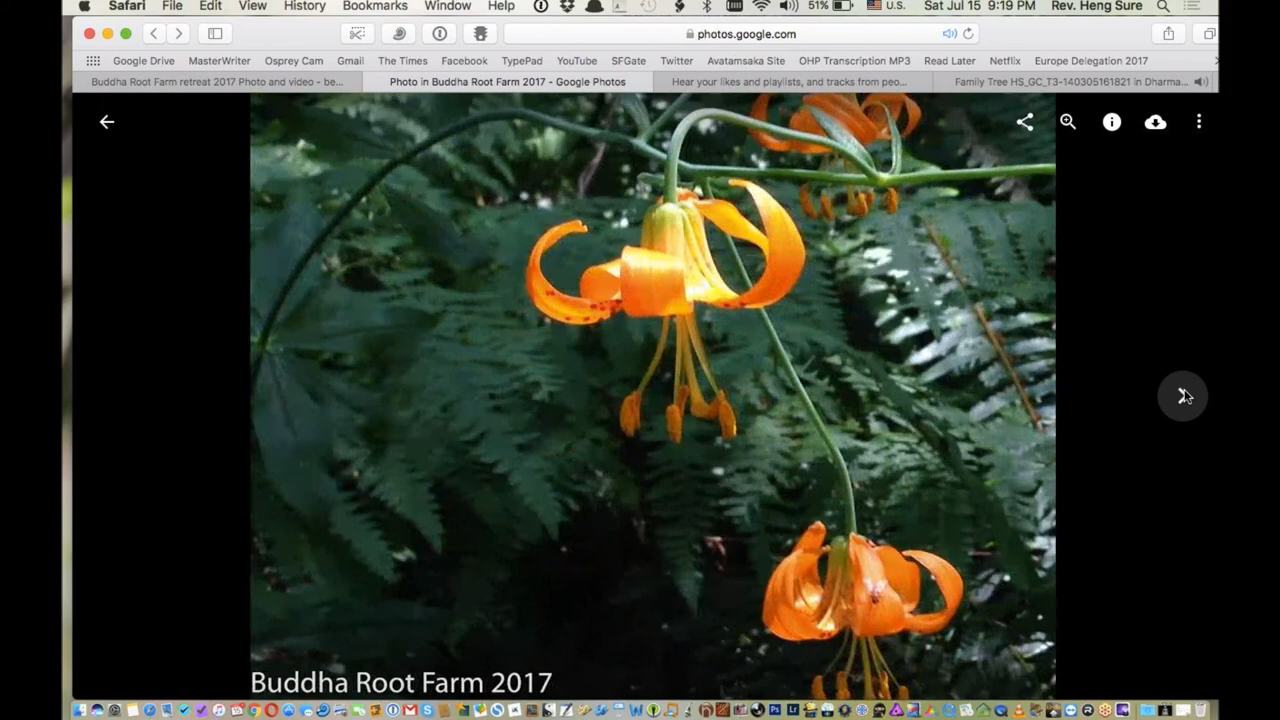 Safari File Edit View History Bookmarks Window Help 51% U.S. Sat Jul 15 9:19 PM Rev. Heng Sure
photos.google.com
Google Drive MasterWriter Osprey Cam Gmail The Times Facebook TypePad YouTube SFGate Twitter Avatamsaka Site OHP Transcription MP3 Read Later Netflix Europe Delegation 2017
Buddha Root Farm retreat 2017 Photo and video - be... Photo in Buddha Root Farm 2017 - Google Photos Hear your likes and playlists, and tracks from peo... Family Tree HS_GC_T3-140305161821 in Dharma...
Buddha Root Farm 2017